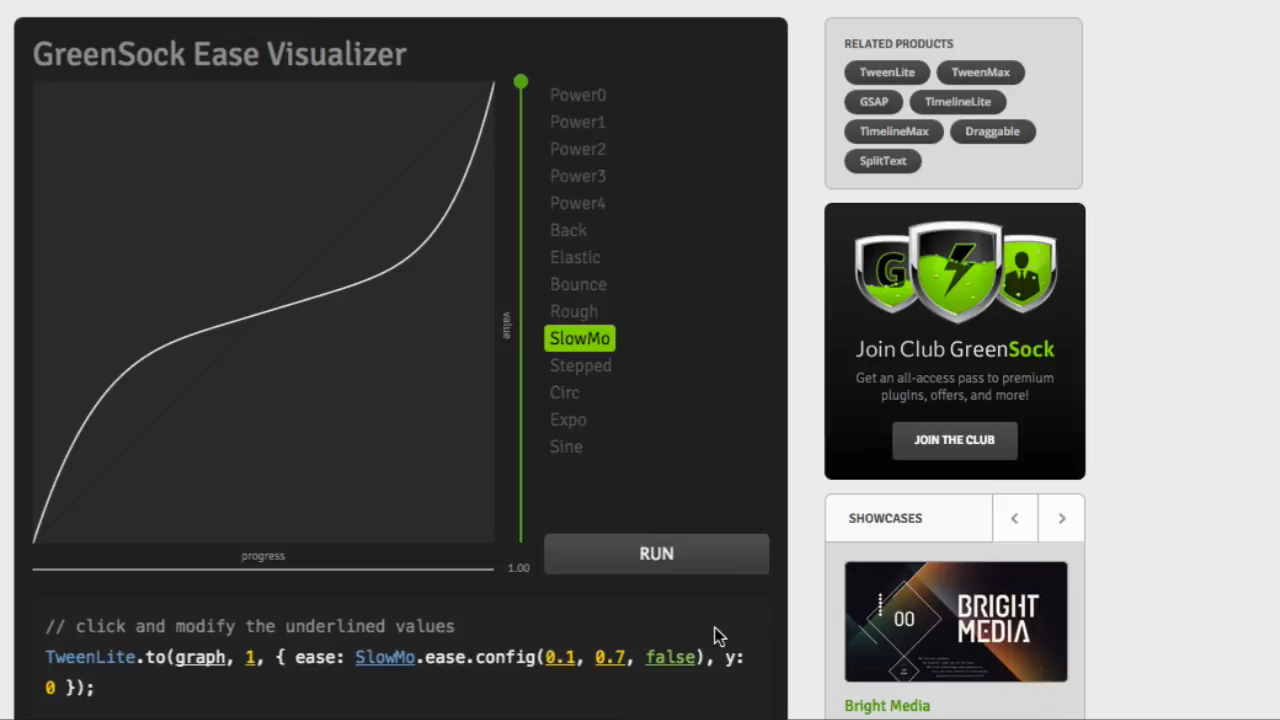 GreenSock Ease Visualizer
Power0
Power1
Power2
Power3
Power4
Back
Elastic
Bounce
Rough
SlowMo
Stepped
Circ
Expo
Sine
value
progress
1.00
RUN
// click and modify the underlined values
TweenLite.to(graph, 1, { ease: SlowMo.ease.config(0.1, 0.7, false), y:
0 });
RELATED PRODUCTS
TweenLite TweenMax
GSAP TimelineLite
TimelineMax Draggable
SplitText
G
Join Club GreenSock
Get an all-access pass to premium
plugins, offers, and more!
JOIN THE CLUB
SHOWCASES
00
BRIGHT
MEDIA
Bright Media